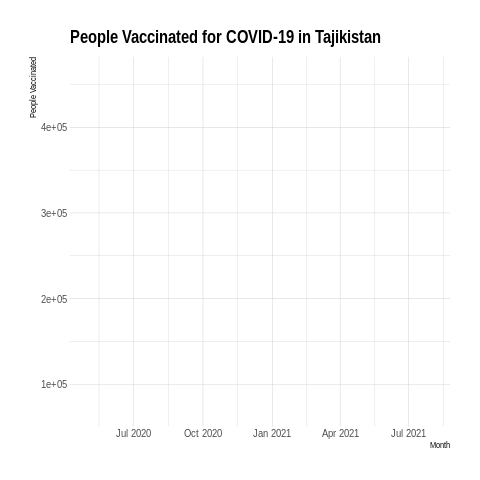 People Vaccinated for COVID-19 in Tajikistan
People Vaccinated
4e+05
3e+05
2e+05
1e+05
Jul 2020 Oct 2020 Jan 2021 Apr 2021 Jul 2021
Month